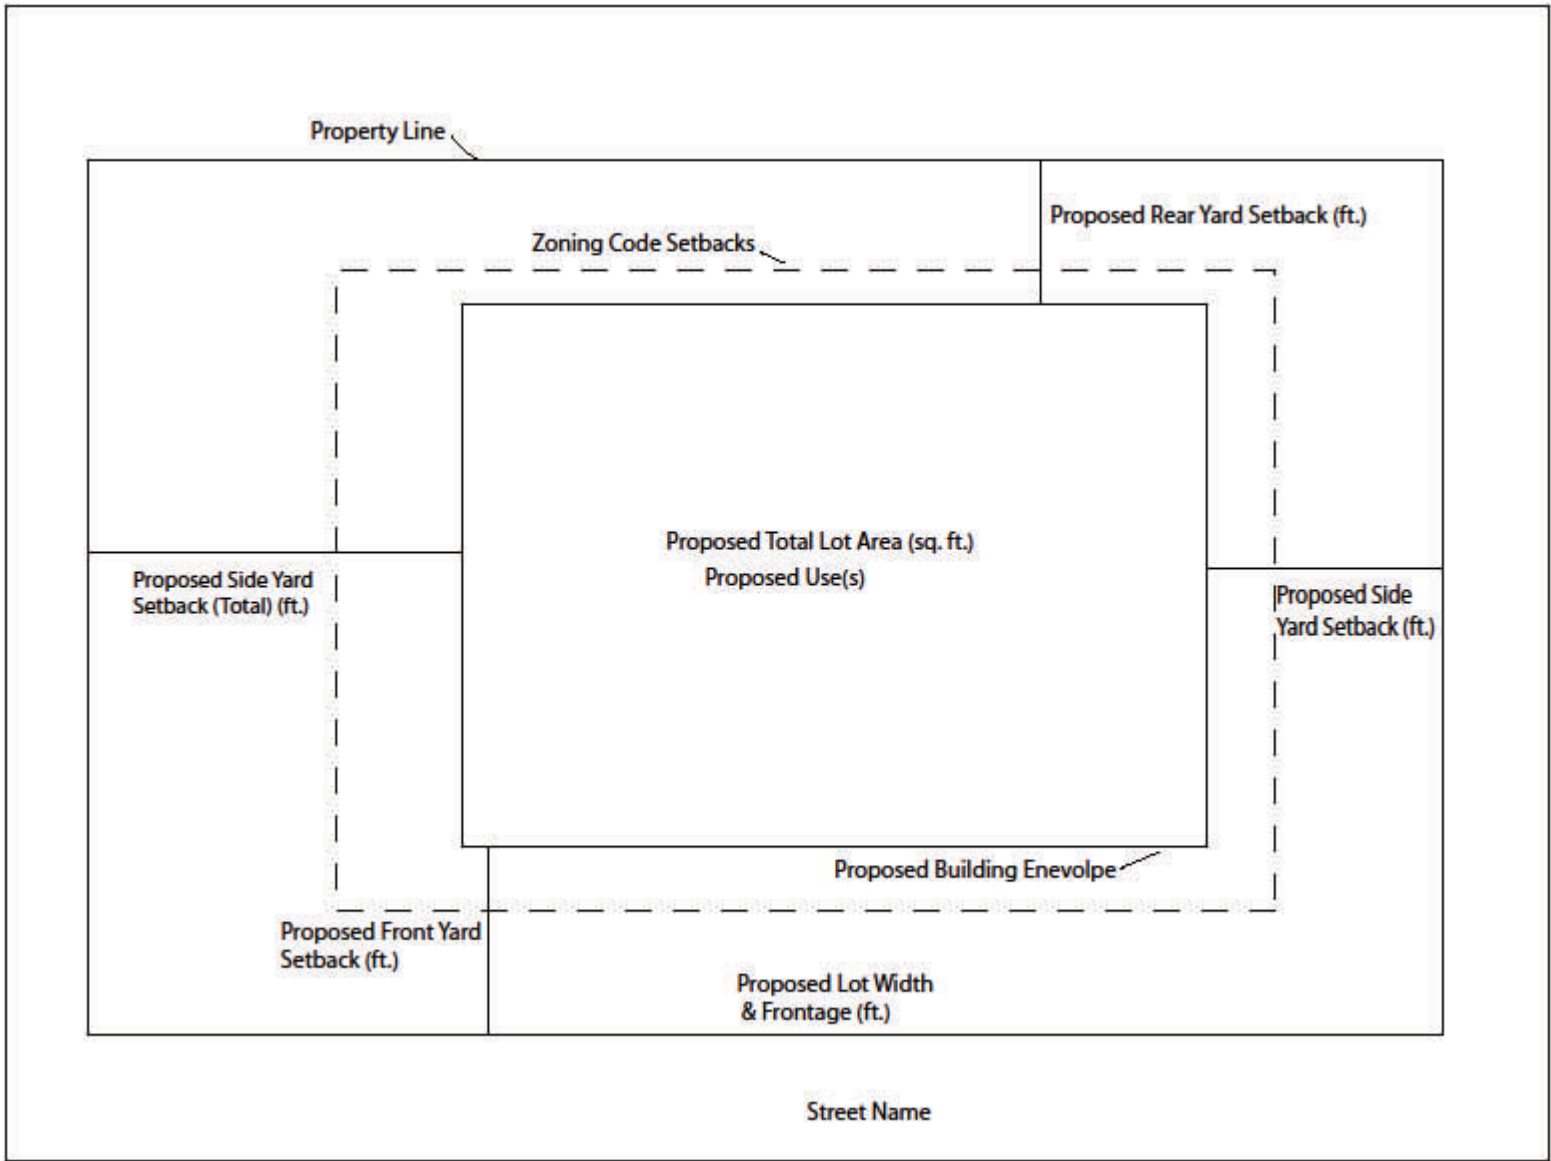 Property Line
Proposed Rear Yard Setback (ft.)
Zoning Code Setbacks
Proposed Total Lot Area (sq. ft.)
Proposed Use(s)
Proposed Side Yard
Setback (Total) (ft.)
Proposed Side
Yard Setback (ft.)
Proposed Building Enevolpe
Proposed Front Yard
Setback (ft.)
Proposed Lot Width
& Frontage (ft.)
Street Name